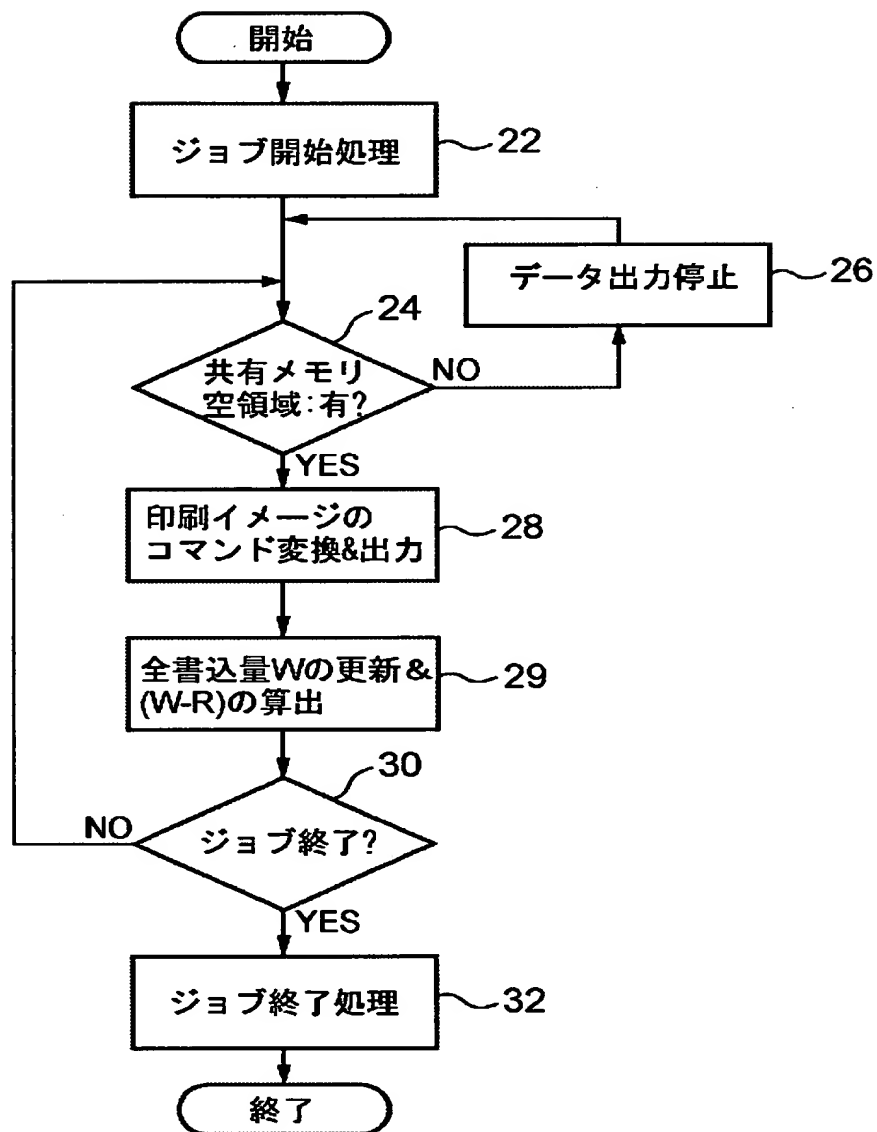 開始
ジョブ開始処理
22
データ出力停止
26
24
共有メモリ
空領域:有?
NO
YES
印刷イメージの
コマンド変換&出力
28
全書込量Wの更新&
(W-R)の算出
29
30
ジョブ終了?
NO
YES
ジョブ終了処理
32
終了